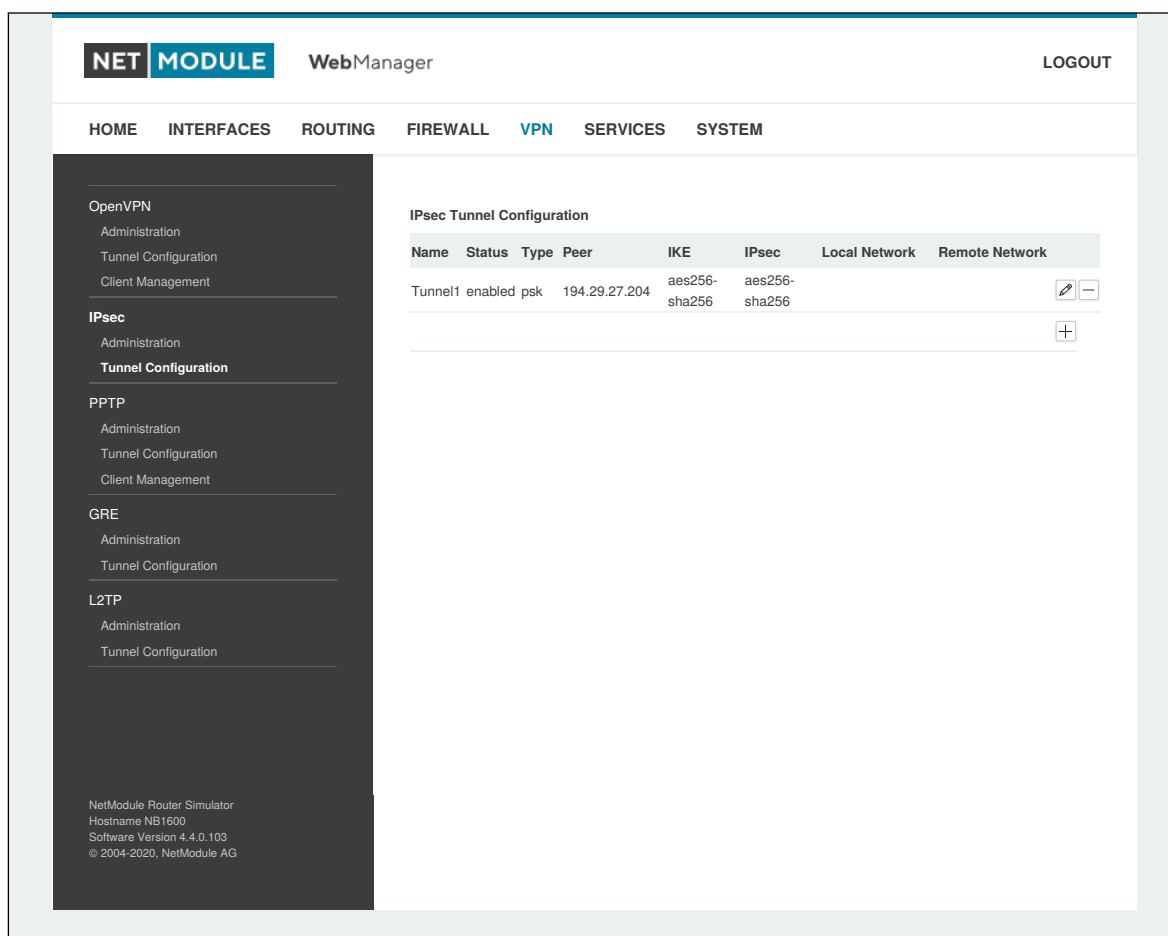 NET MODULE WebManager LOGOUT
HOME INTERFACES ROUTING FIREWALL VPN SERVICES SYSTEM
OpenVPN
Administration
Tunnel Configuration
Client Management
IPsec
Administration
Tunnel Configuration
PPTP
Administration
Tunnel Configuration
Client Management
GRE
Administration
Tunnel Configuration
L2TP
Administration
Tunnel Configuration
NetModule Router Simulator
Hostname NB1600
Software Version 4.4.0.103
© 2004-2020, NetModule AG
IPsec Tunnel Configuration
Name Status Type Peer IKE IPsec Local Network Remote Network
Tunnel1 enabled psk 194.29.27.204 aes256- aes256-
sha256 sha256